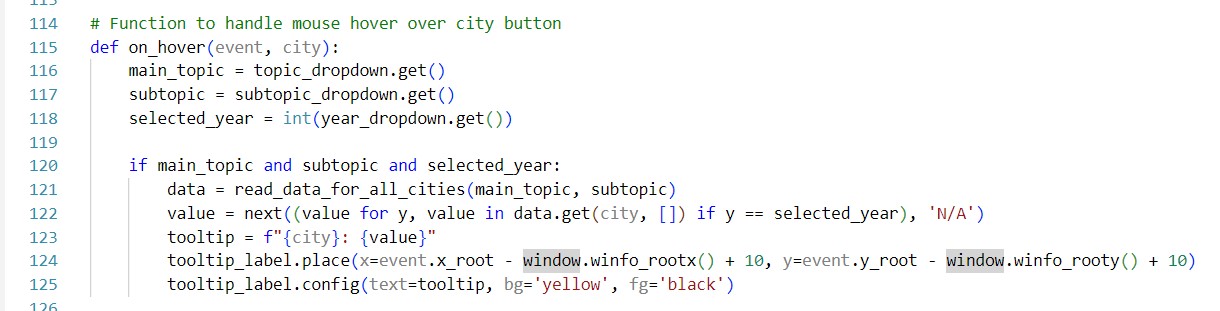 113
114 # Function to handle mouse hover over city button
115 def on_hover(event, city):
116     main_topic = topic_dropdown.get()
117     subtopic = subtopic_dropdown.get()
118     selected_year = int(year_dropdown.get())
119
120     if main_topic and subtopic and selected_year:
121         data = read_data_for_all_cities(main_topic, subtopic)
122         value = next((value for y, value in data.get(city, []) if y == selected_year), 'N/A')
123         tooltip = f"{city}: {value}"
124         tooltip_label.place(x=event.x_root - window.winfo_rootx() + 10, y=event.y_root - window.winfo_rooty() + 10)
125         tooltip_label.config(text=tooltip, bg='yellow', fg='black')
126